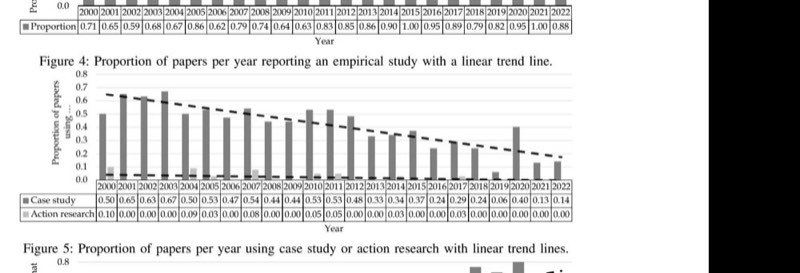 Pro
0.0
2000 2001 2002 2003 2004 2005 2006 2007 2008 2009 2010 2011 2012 2013 2014 2015 2016 2017 2018 2019 2020 2021 2022
Proportion 0.71 0.65 0.59 0.68 0.67 0.86 0.62 0.79 0.74 0.64 0.63 0.83 0.85 0.86 0.90 1.00 0.95 0.89 0.79 0.82 0.95 1.00 0.88
Year
Figure 4: Proportion of papers per year reporting an empirical study with a linear trend line.
Proportion of papers
using ...
0.8
0.7
0.6
0.5
0.4
0.3
0.2
0.1
0.0
2000 2001 2002 2003 2004 2005 2006 2007 2008 2009 2010 2011 2012 2013 2014 2015 2016 2017 2018 2019 2020 2021 2022
Case study 0.50 0.65 0.63 0.67 0.50 0.53 0.47 0.54 0.44 0.44 0.53 0.53 0.48 0.33 0.34 0.37 0.24 0.29 0.24 0.06 0.40 0.13 0.14
Action research 0.10 0.00 0.00 0.00 0.09 0.03 0.00 0.08 0.00 0.00 0.05 0.05 0.00 0.00 0.03 0.00 0.00 0.03 0.00 0.00 0.00 0.00 0.00
Year
Figure 5: Proportion of papers per year using case study or action research with linear trend lines.
0.8